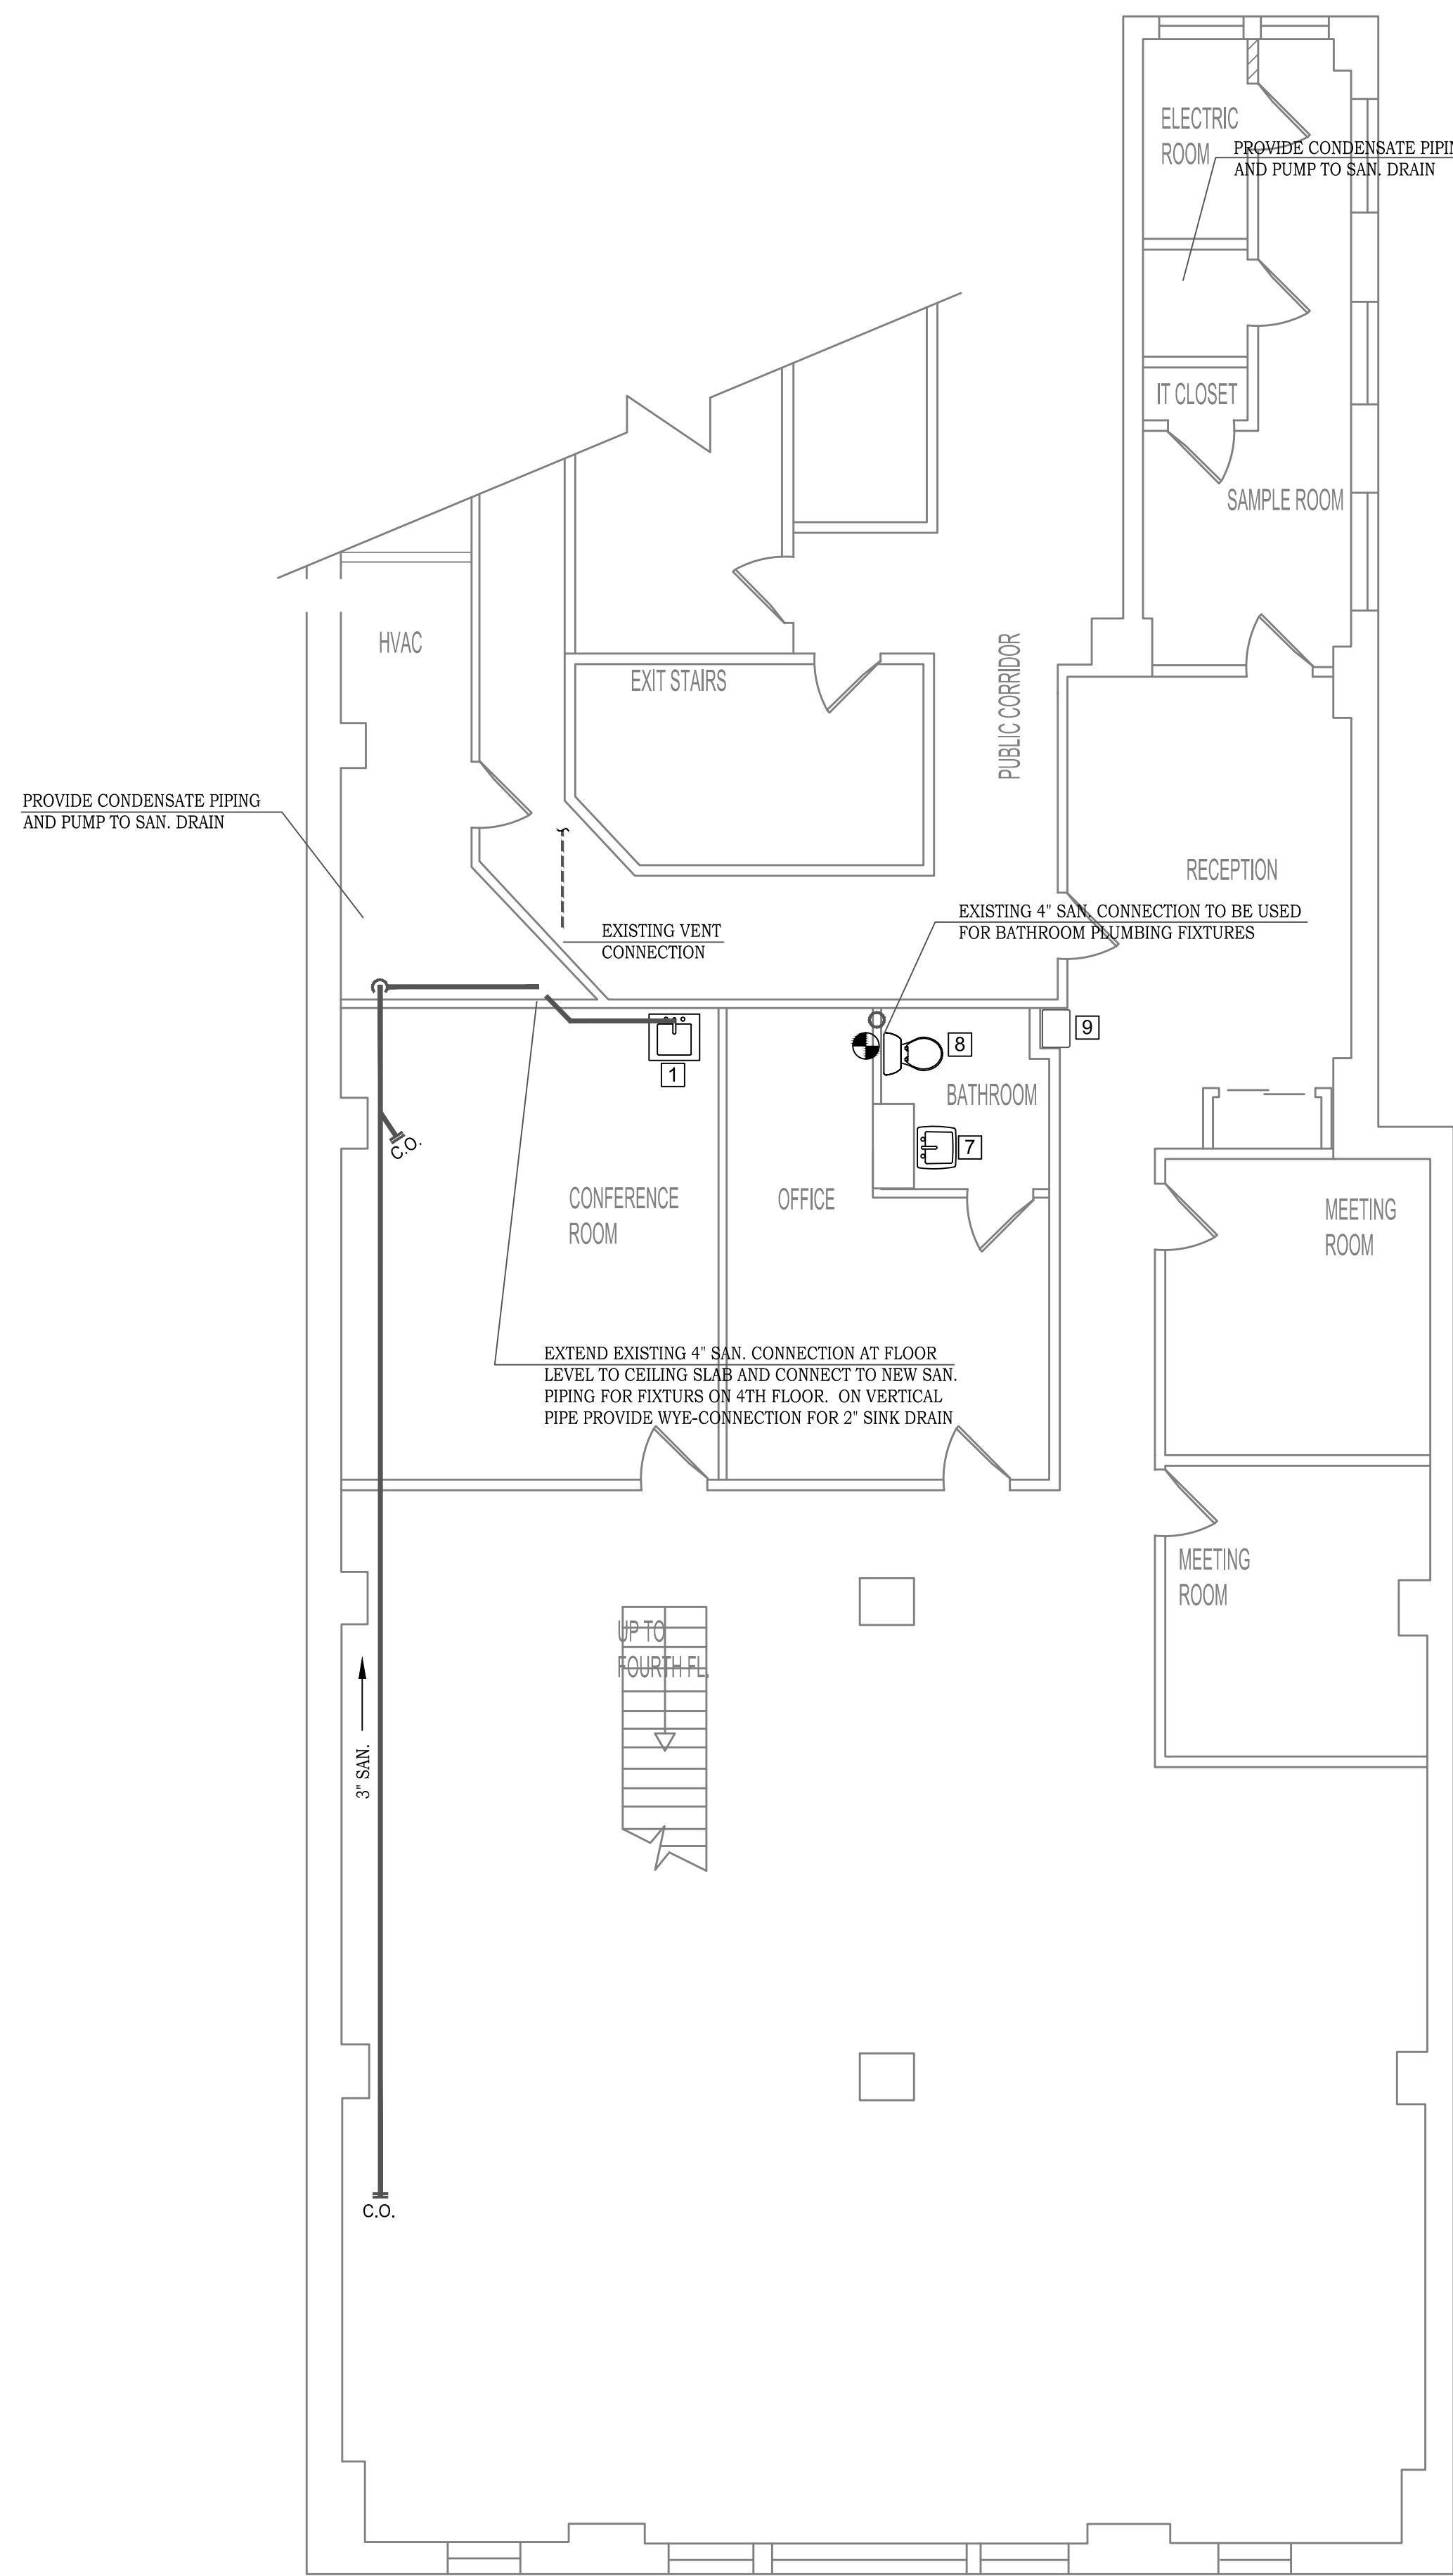 ELECTRIC
ROOM
PROVIDE CONDENSATE PIPIN
AND PUMP TO SAN. DRAIN
IT CLOSET
SAMPLE ROOM
HVAC
EXIT STAIRS
PUBLIC CORRIDOR
PROVIDE CONDENSATE PIPING
AND PUMP TO SAN. DRAIN
RECEPTION
EXISTING VENT
CONNECTION
EXISTING 4" SAN. CONNECTION TO BE USED
FOR BATHROOM PLUMBING FIXTURES
9
8
1
BATHROOM
7
C.O.
CONFERENCE
ROOM
OFFICE
MEETING
ROOM
EXTEND EXISTING 4" SAN. CONNECTION AT FLOOR
LEVEL TO CEILING SLAB AND CONNECT TO NEW SAN.
PIPING FOR FIXTURS ON 4TH FLOOR. ON VERTICAL
PIPE PROVIDE WYE-CONNECTION FOR 2" SINK DRAIN
MEETING
ROOM
UP TO
FOURTH FL.
3" SAN.
C.O.